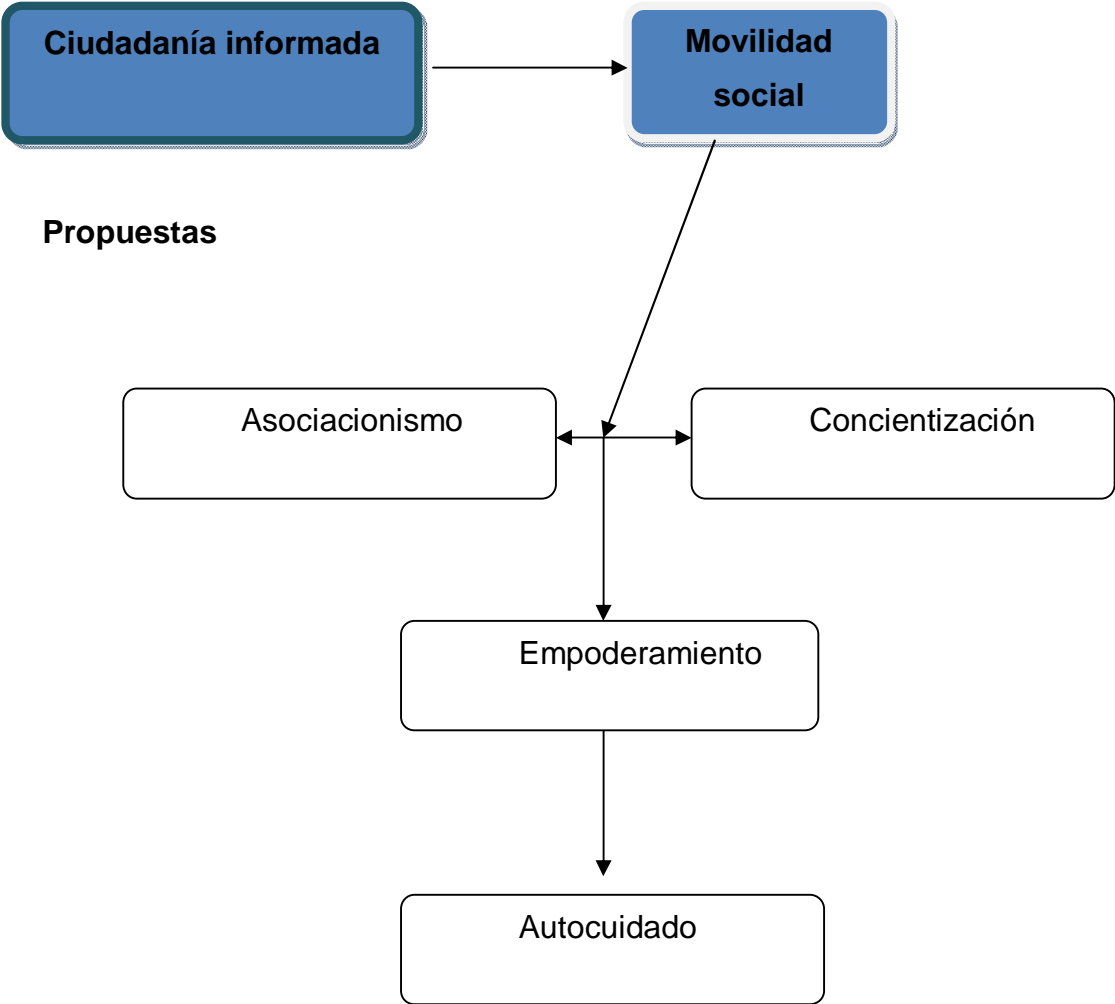 Ciudadanía informada
Movilidad
social
Propuestas
Asociacionismo
Concientización
Empoderamiento
Autocuidado